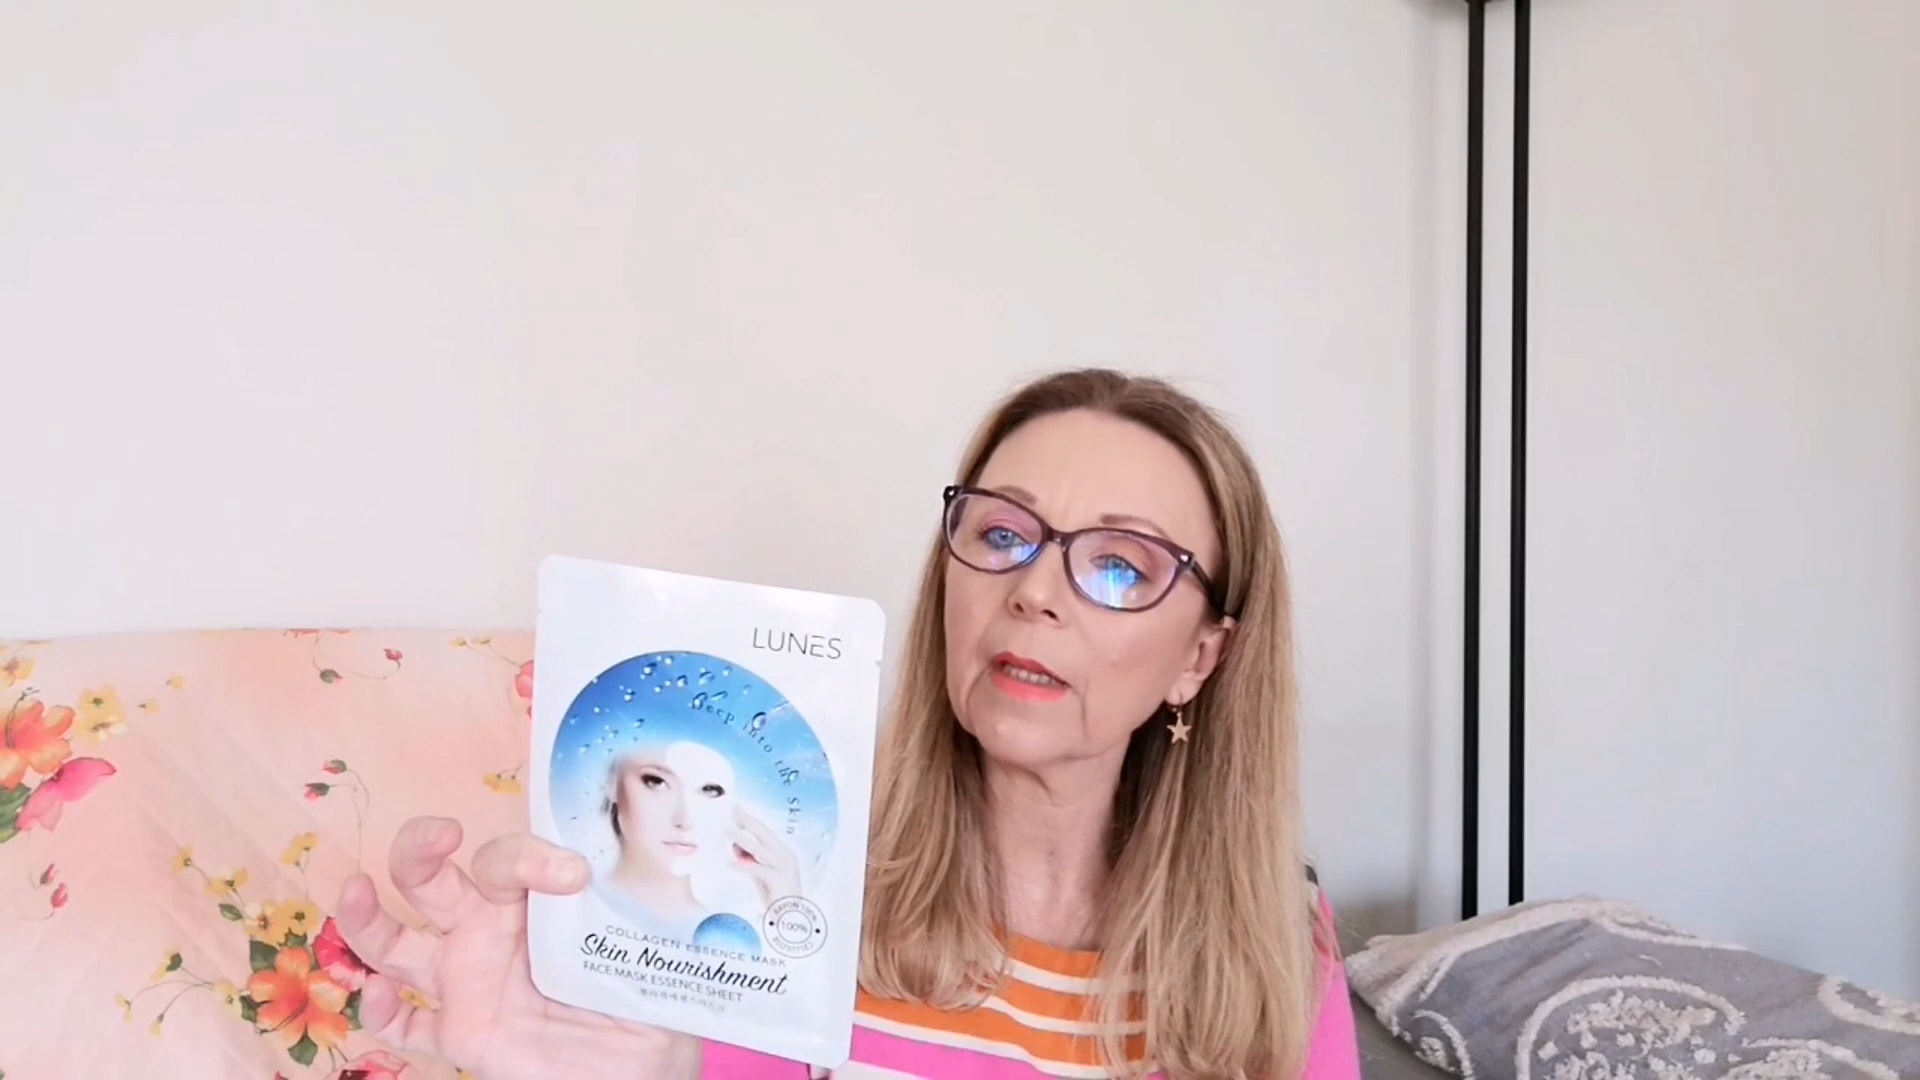 LUNES
Deep into the Skin
100%
COLLAGEN ESSENCE MASK
Skin Nourishment
FACE MASK ESSENCE SHEET